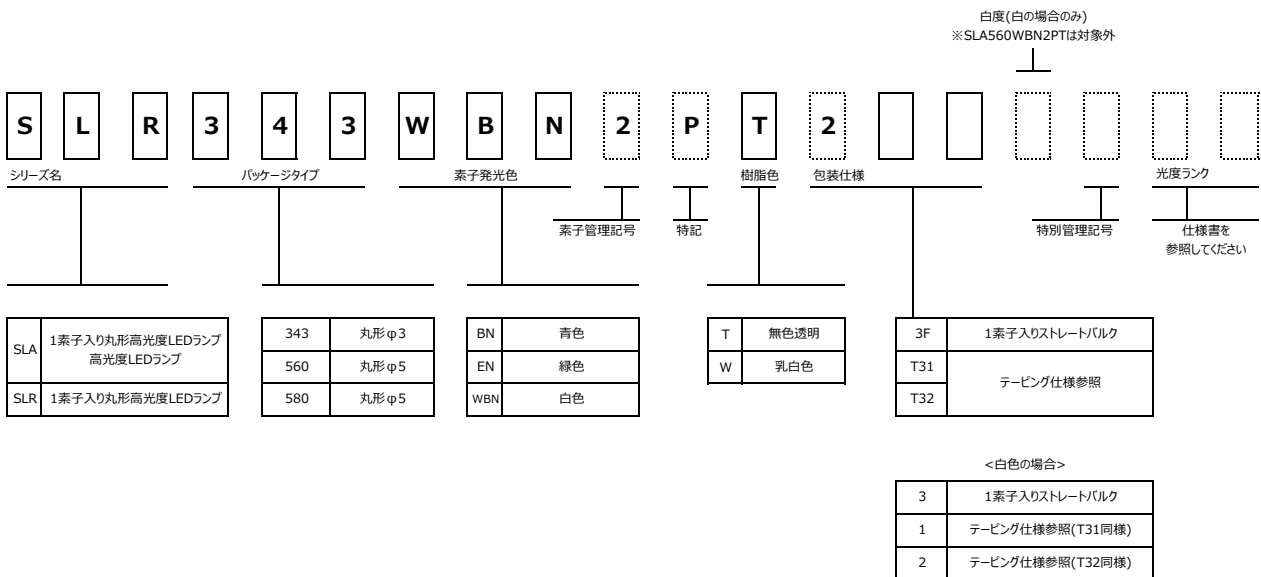 白度(白の場合のみ)
※SLA560WBN2PTは対象外
S L R 3 4 3 W B N 2 P T 2
シリーズ名 パッケージタイプ 素子発光色 樹脂色 包装仕様 光度ランク
素子管理記号 特記 特別管理記号 仕様書を
参照してください
SLA 1素子入り丸形高光度LEDランプ
高光度LEDランプ
SLR 1素子入り丸形高光度LEDランプ
343 丸形φ3
560 丸形φ5
580 丸形φ5
BN 青色
EN 緑色
WBN 白色
T 無色透明
W 乳白色
3F 1素子入りストレートバルク
T31 テーピング仕様参照
T32
<白色の場合>
3 1素子入りストレートバルク
1 テーピング仕様参照(T31同様)
2 テーピング仕様参照(T32同様)